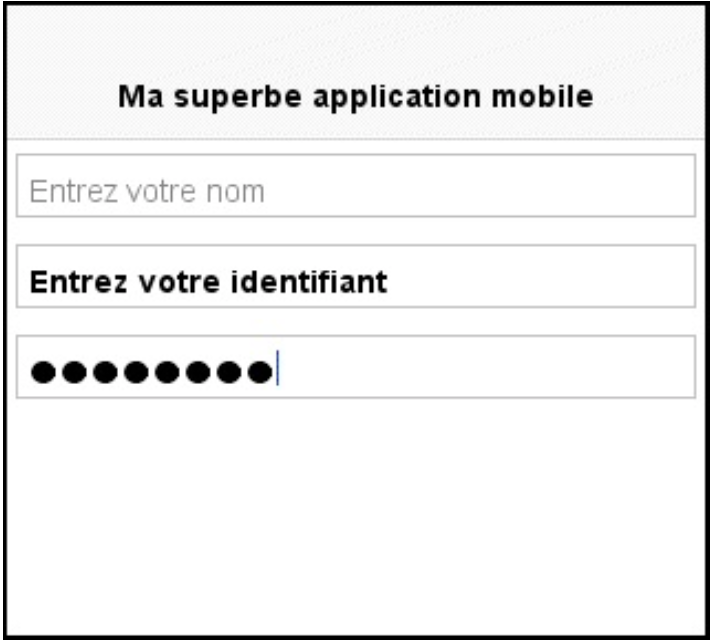 Ma superbe application mobile
Entrez votre nom
Entrez votre identifiant
●●●●●●●●